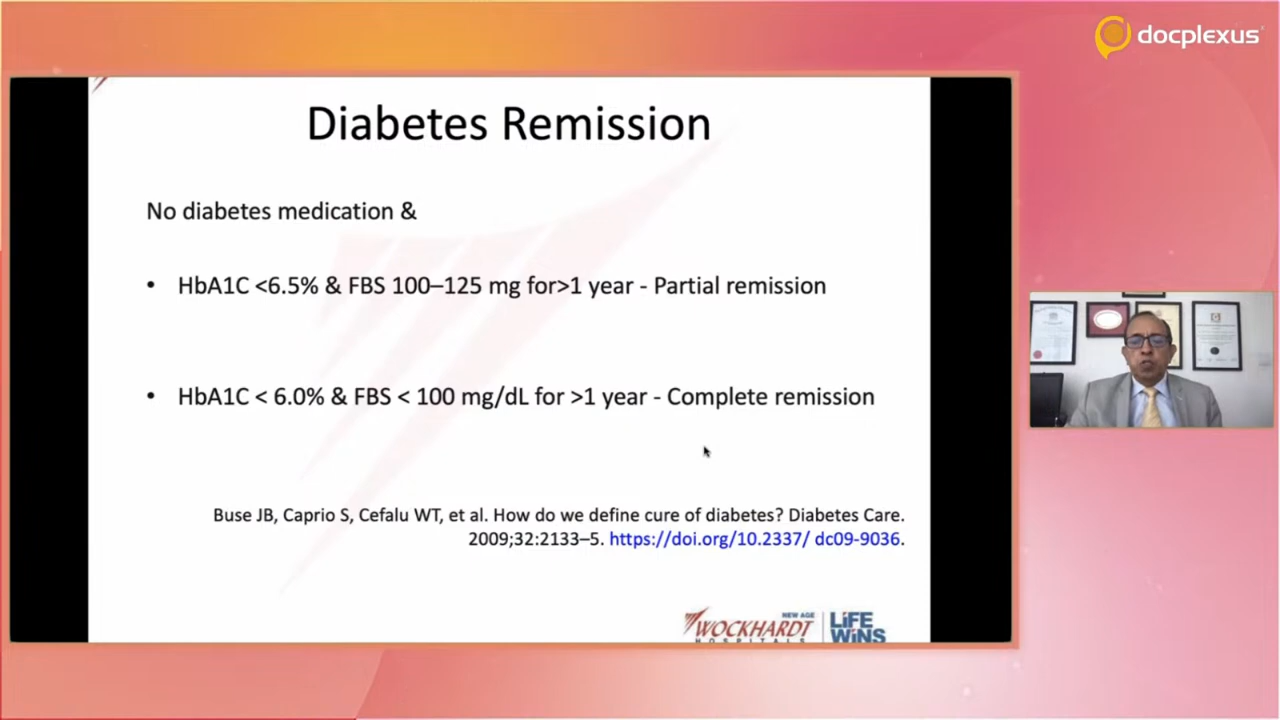 docplexus
Diabetes Remission
No diabetes medication &
• HbA1C <6.5% & FBS 100–125 mg for>1 year - Partial remission
• HbA1C < 6.0% & FBS < 100 mg/dL for >1 year - Complete remission
Buse JB, Caprio S, Cefalu WT, et al. How do we define cure of diabetes? Diabetes Care.
2009;32:2133–5. https://doi.org/10.2337/ dc09-9036.
NEW AGE
WOCKHARDT
HOSPITALS
LiFE
WiNS